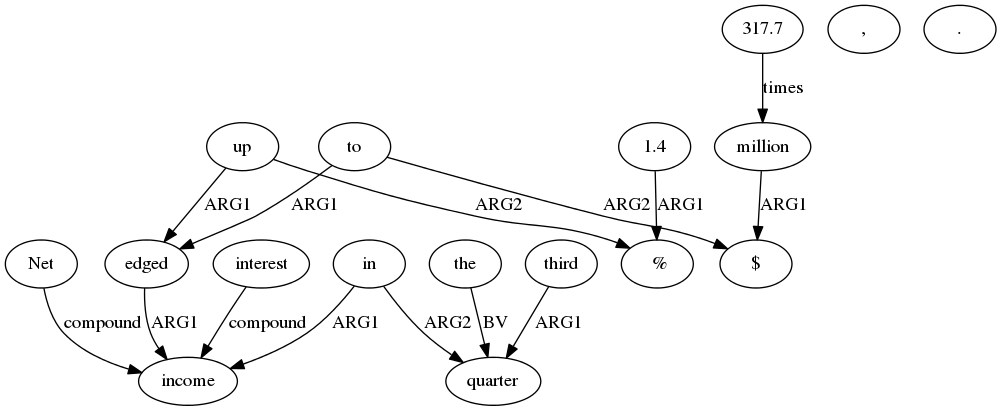 317.7 , .
times
up to 1.4 million
ARG1 ARG1 ARG2 ARG2 ARG1 ARG1
Net edged interest in the third % $
compound ARG1 compound ARG1 ARG2 BV ARG1
income quarter